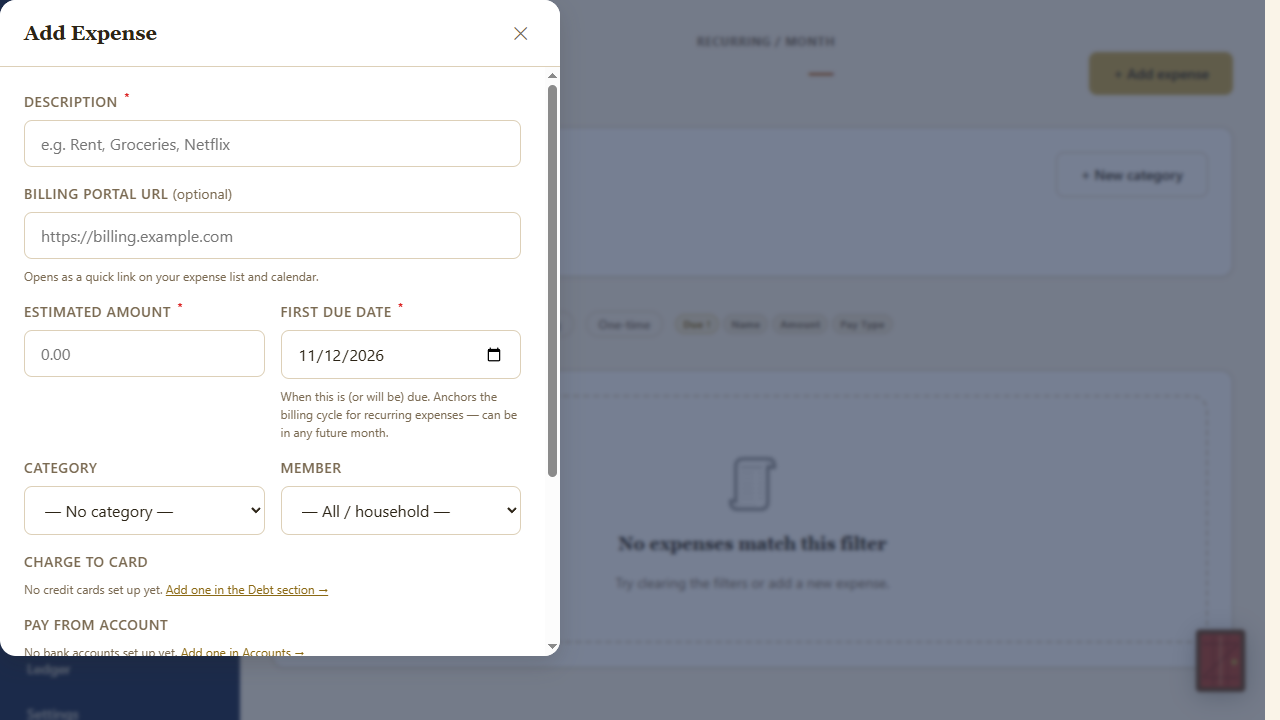 Add Expense
DESCRIPTION *
e.g. Rent, Groceries, Netflix
BILLING PORTAL URL (optional)
https://billing.example.com
Opens as a quick link on your expense list and calendar.
ESTIMATED AMOUNT *
0.00
FIRST DUE DATE *
11/12/2026
When this is (or will be) due. Anchors the
billing cycle for recurring expenses — can be
in any future month.
CATEGORY
— No category —
MEMBER
— All / household —
CHARGE TO CARD
No credit cards set up yet. Add one in the Debt section →
PAY FROM ACCOUNT
No bank accounts set up yet. Add one in Accounts →
RECURRING / MONTH
+ Add expense
+ New category
Over time
Due ↑
Name
Amount
Pay Type
No expenses match this filter
Try clearing the filters or add a new expense.
Ledger
Settings